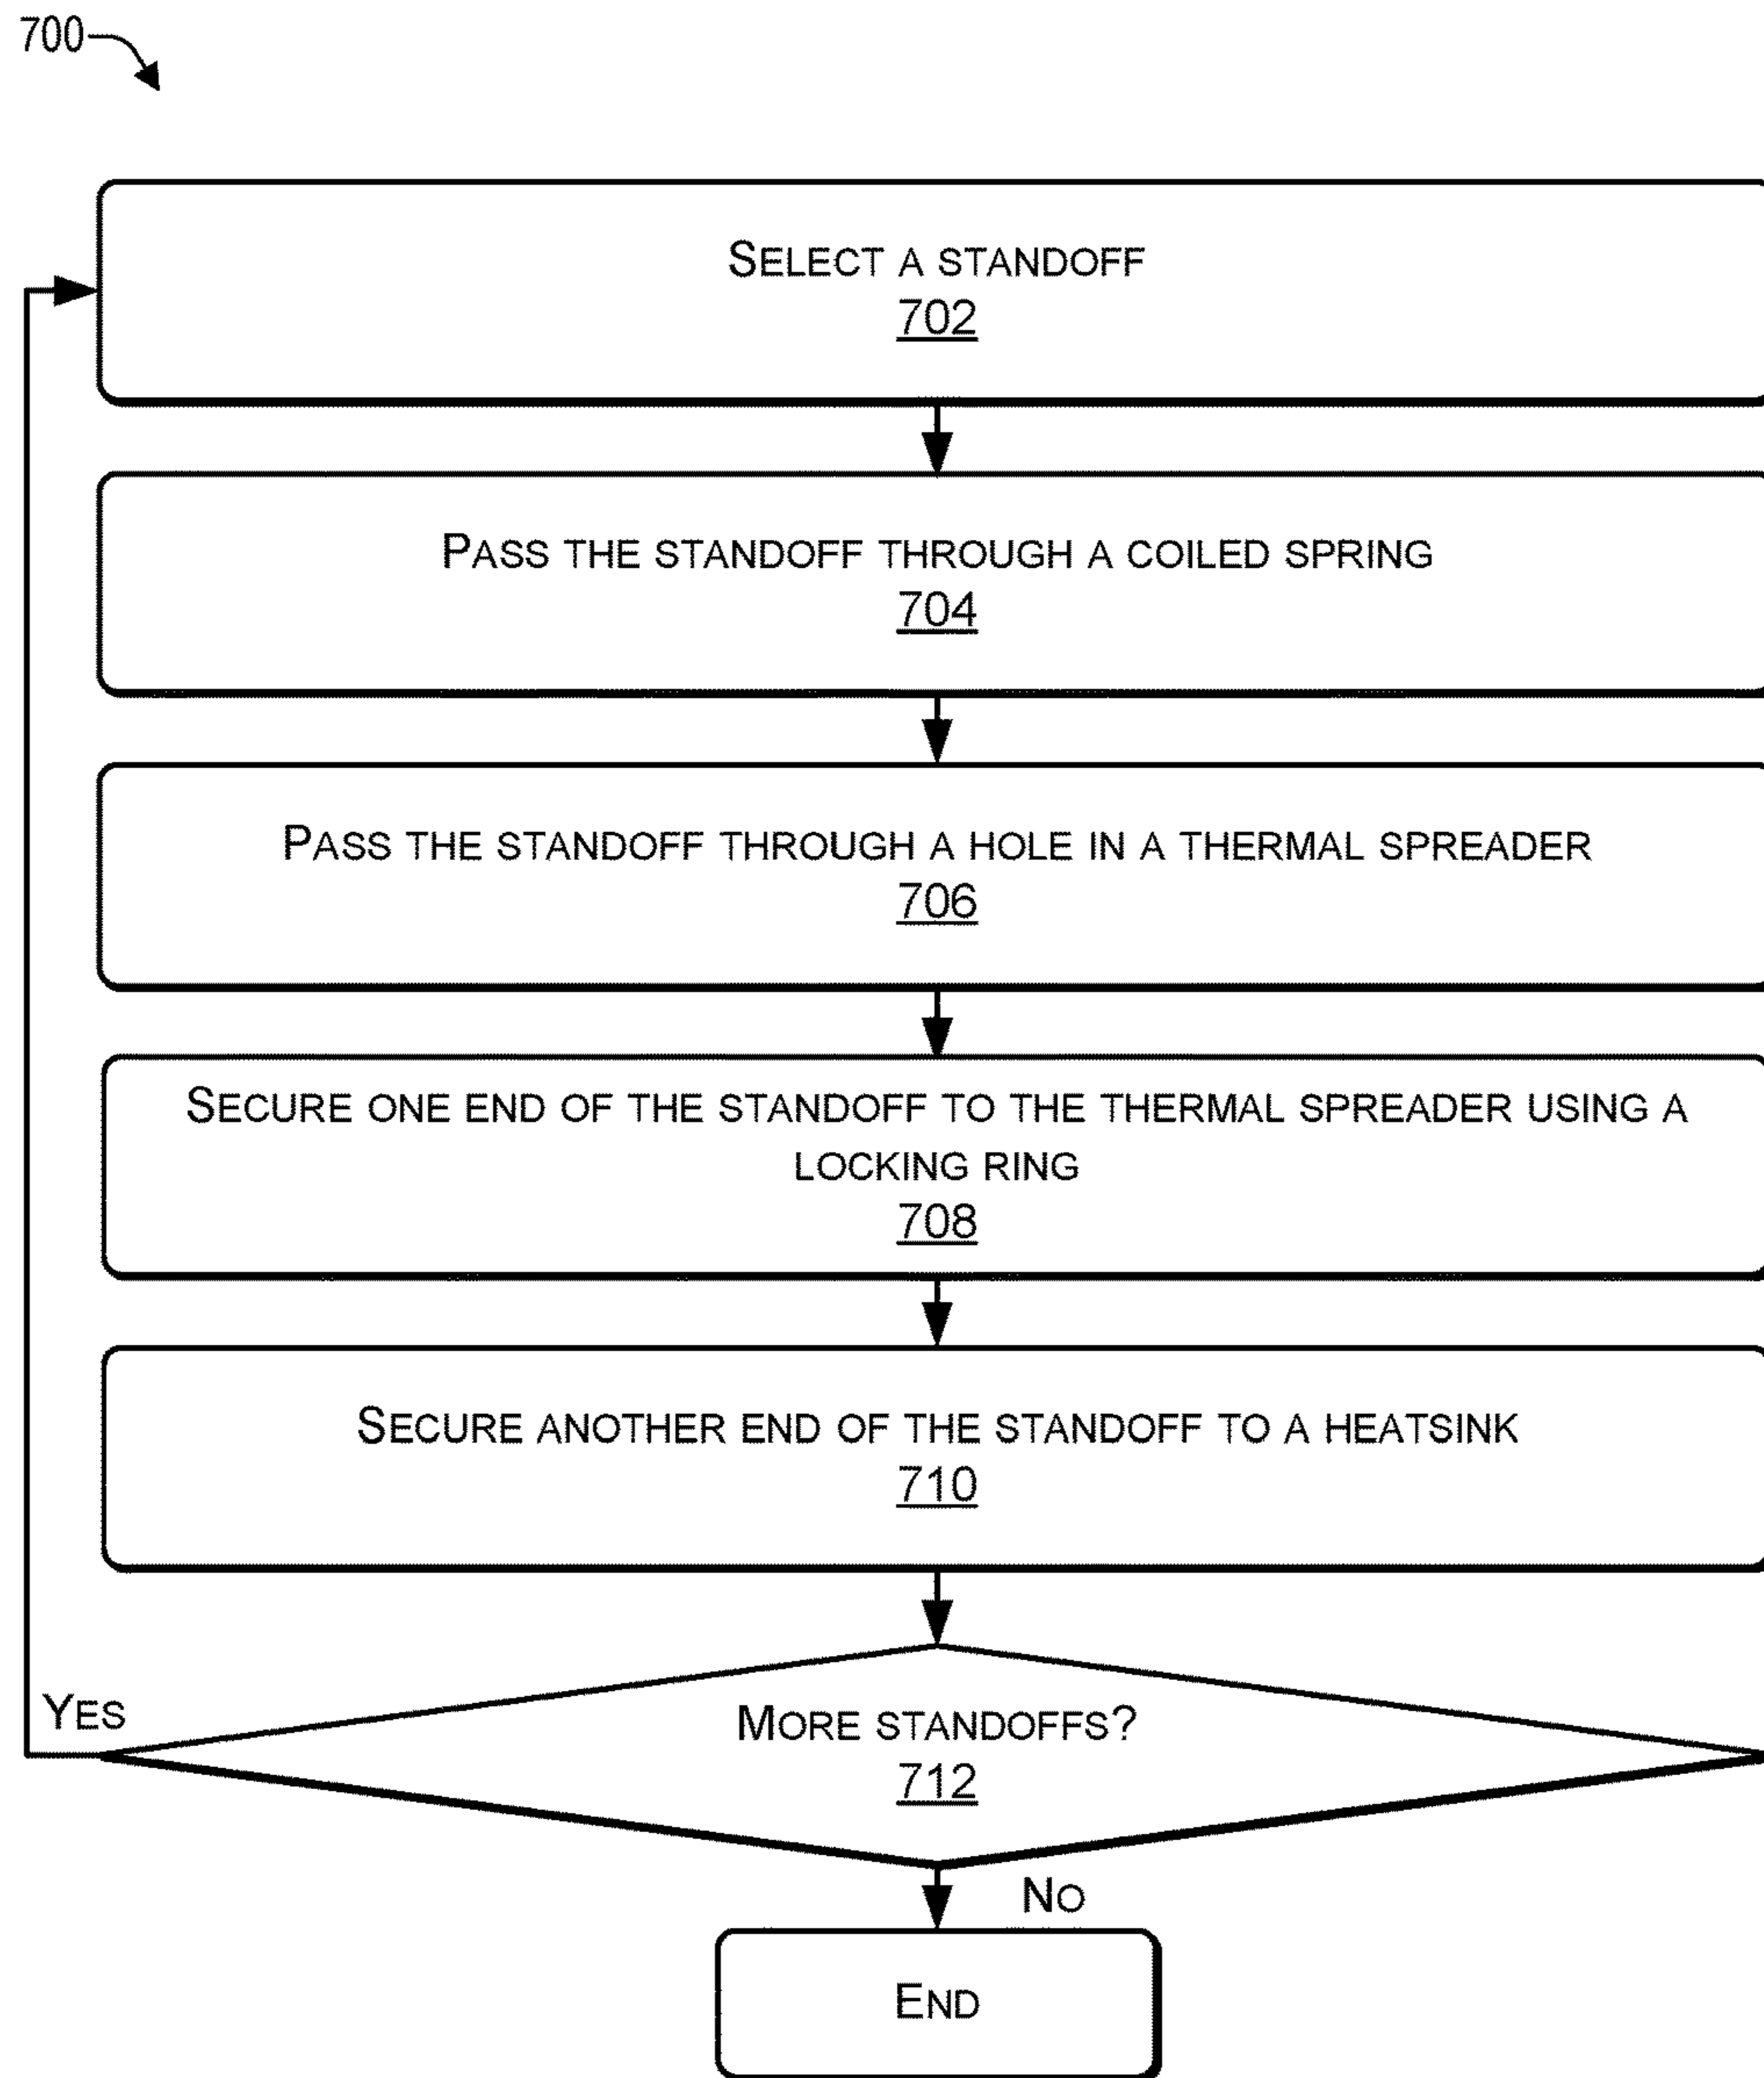 700
SELECT A STANDOFF
702
PASS THE STANDOFF THROUGH A COILED SPRING
704
PASS THE STANDOFF THROUGH A HOLE IN A THERMAL SPREADER
706
SECURE ONE END OF THE STANDOFF TO THE THERMAL SPREADER USING A
LOCKING RING
708
SECURE ANOTHER END OF THE STANDOFF TO A HEATSINK
710
YES
MORE STANDOFFS?
712
NO
END